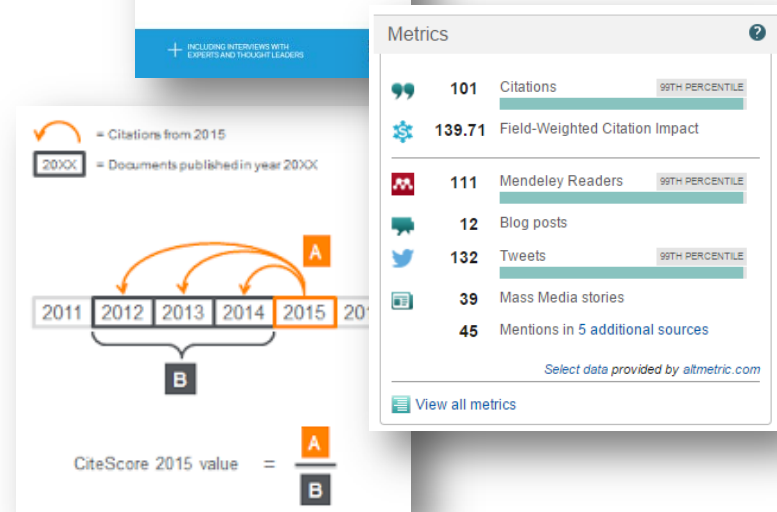 + INCLUDING INTERVIEWS WITH
EXPERTS AND THOUGHT LEADERS
= Citations from 2015
20XX = Documents published in year 20XX
A
2011 2012 2013 2014 2015
B
CiteScore 2015 value = A
B
Metrics ?
101 Citations 99TH PERCENTILE
139.71 Field-Weighted Citation Impact
111 Mendeley Readers 99TH PERCENTILE
12 Blog posts
132 Tweets 99TH PERCENTILE
39 Mass Media stories
45 Mentions in 5 additional sources
Select data provided by altmetric.com
View all metrics